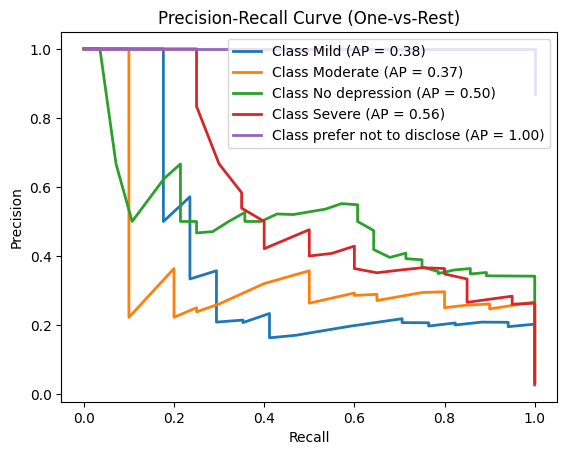 Precision-Recall Curve (One-vs-Rest)
Class Mild (AP = 0.38)
Class Moderate (AP = 0.37)
Class No depression (AP = 0.50)
Class Severe (AP = 0.56)
Class prefer not to disclose (AP = 1.00)
Precision
1.0
0.8
0.6
0.4
0.2
0.0
0.0 0.2 0.4 0.6 0.8 1.0
Recall